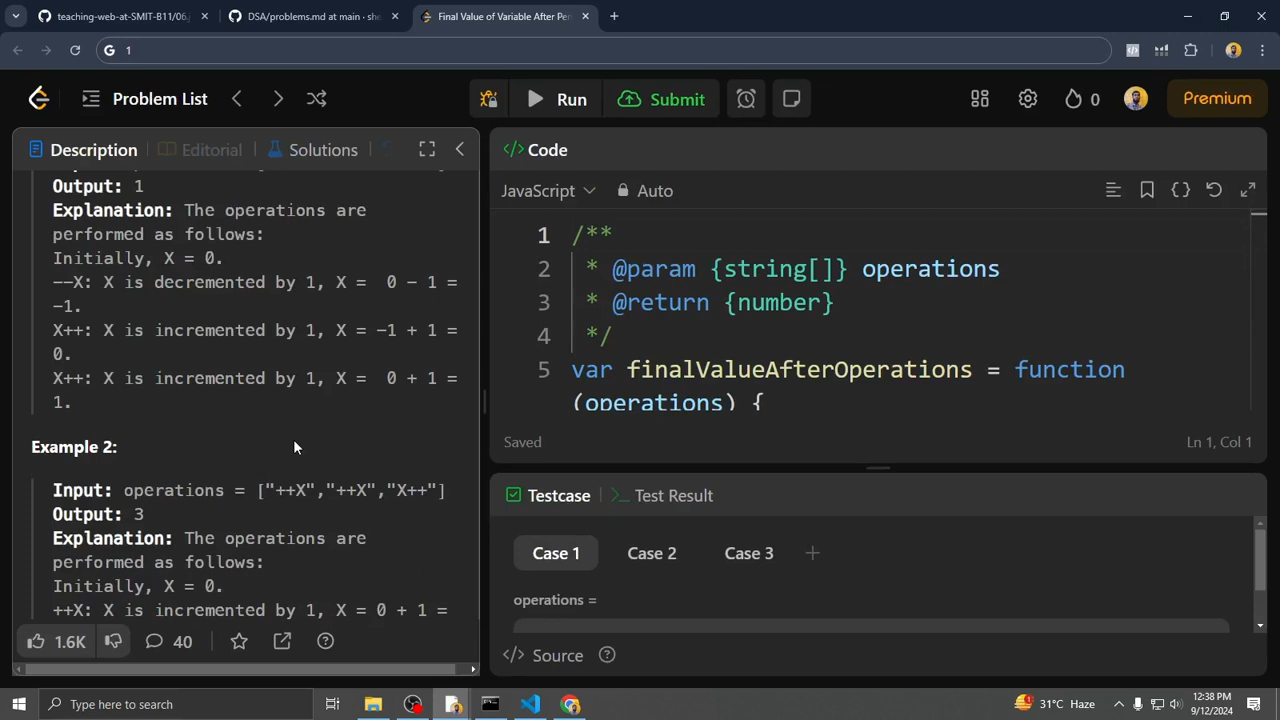 teaching-web-at-SMIT-B11/06.j
DSA/problems.md at main · she
Final Value of Variable After Per
1
Problem List
Run
Submit
0
Premium
Description
Editorial
Solutions
Output: 1
Explanation: The operations are
performed as follows:
Initially, X = 0.
--X: X is decremented by 1, X =  0 - 1 =
-1.
X++: X is incremented by 1, X = -1 + 1 =
0.
X++: X is incremented by 1, X =  0 + 1 =
1.
Example 2:
Input: operations = ["++X","++X","X++"]
Output: 3
Explanation: The operations are
performed as follows:
Initially, X = 0.
++X: X is incremented by 1, X = 0 + 1 =
1.6K
40
Code
JavaScript
Auto
1 /**
2 * @param {string[]} operations
3 * @return {number}
4 */
5 var finalValueAfterOperations = function
(operations) {
Saved
Ln 1, Col 1
Testcase
Test Result
Case 1
Case 2
Case 3
operations =
Source
Type here to search
31°C Haze
12:38 PM
9/12/2024